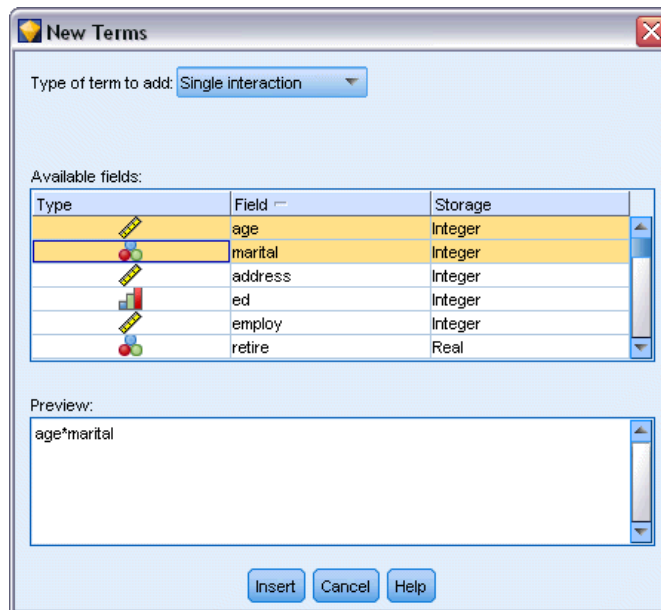 New Terms
Type of term to add: Single interaction
Available fields:
Type Field Storage
age Integer
marital Integer
address Integer
ed Integer
employ Integer
retire Real
Preview:
age*marital
Insert Cancel Help